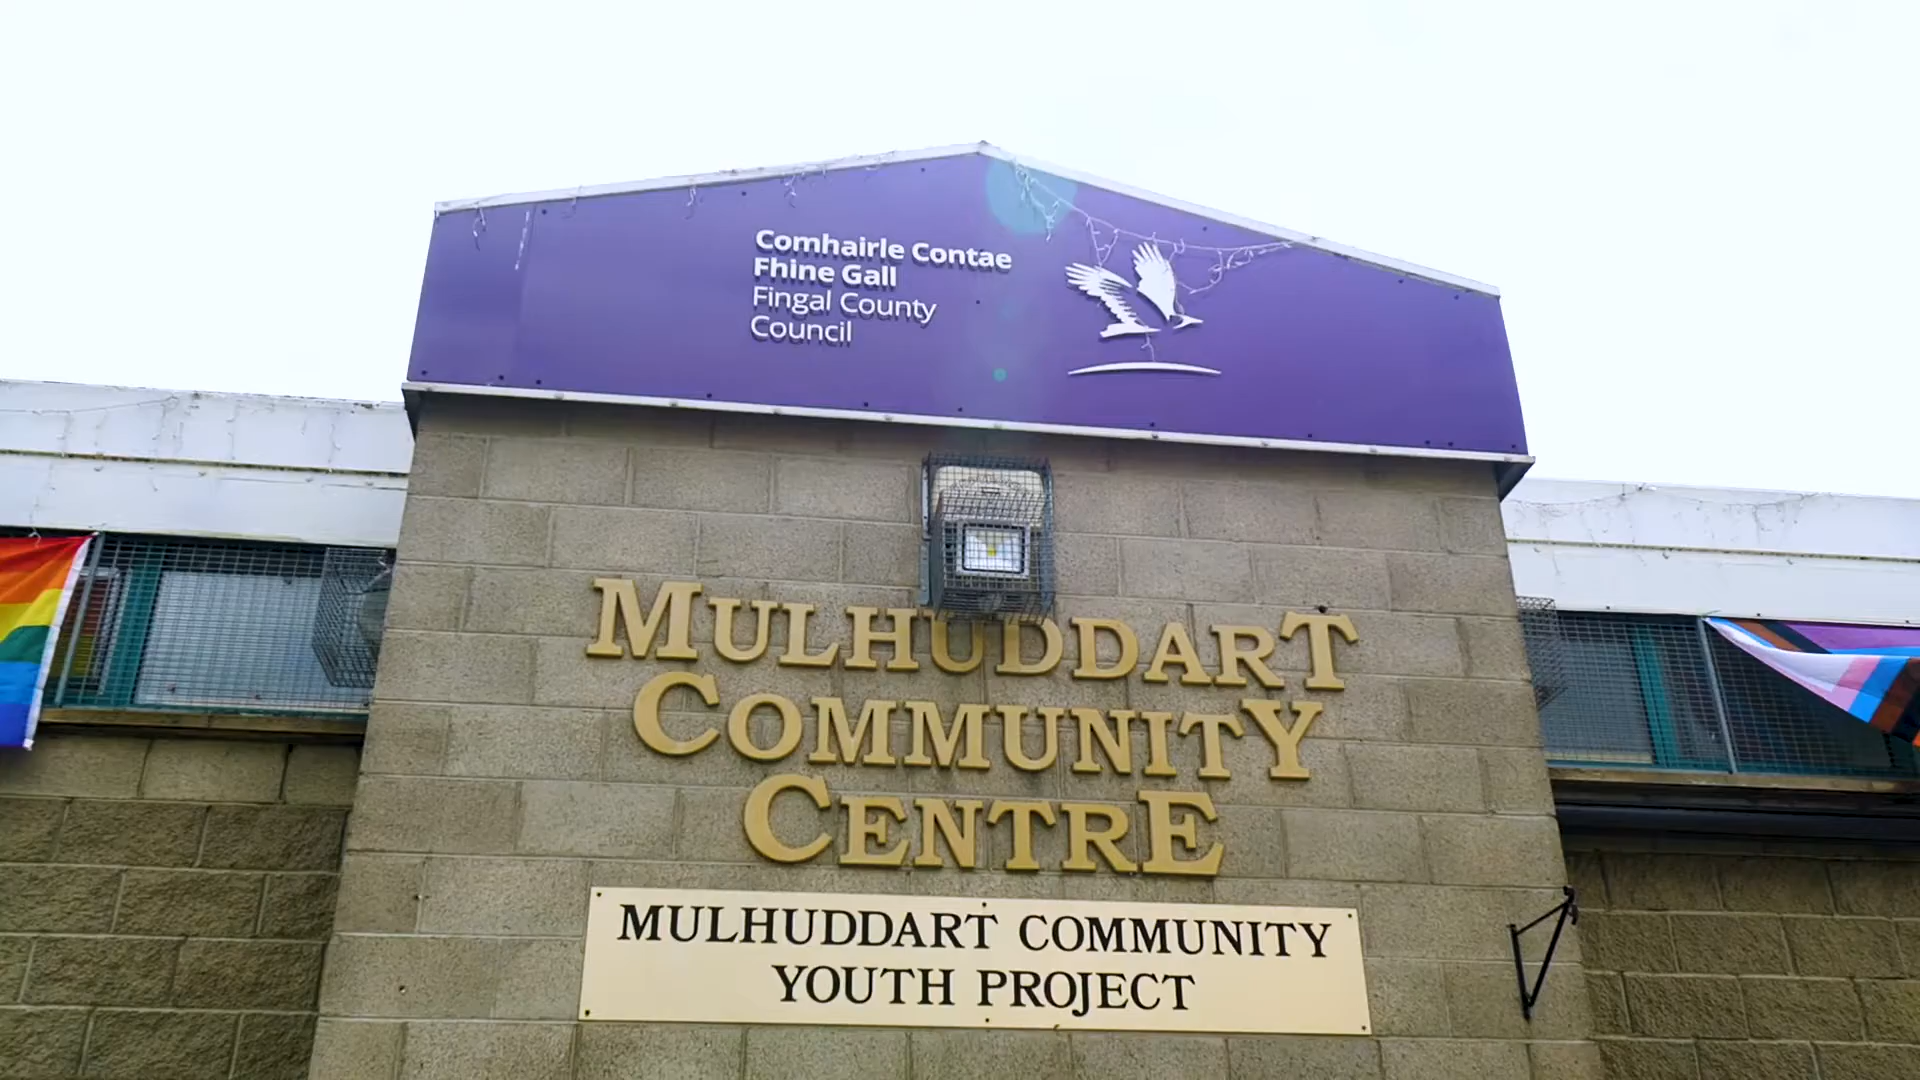 Comhairle Contae
Fhine Gall
Fingal County
Council
MULHUDDART
COMMUNITY
CENTRE
MULHUDDART COMMUNITY
YOUTH PROJECT